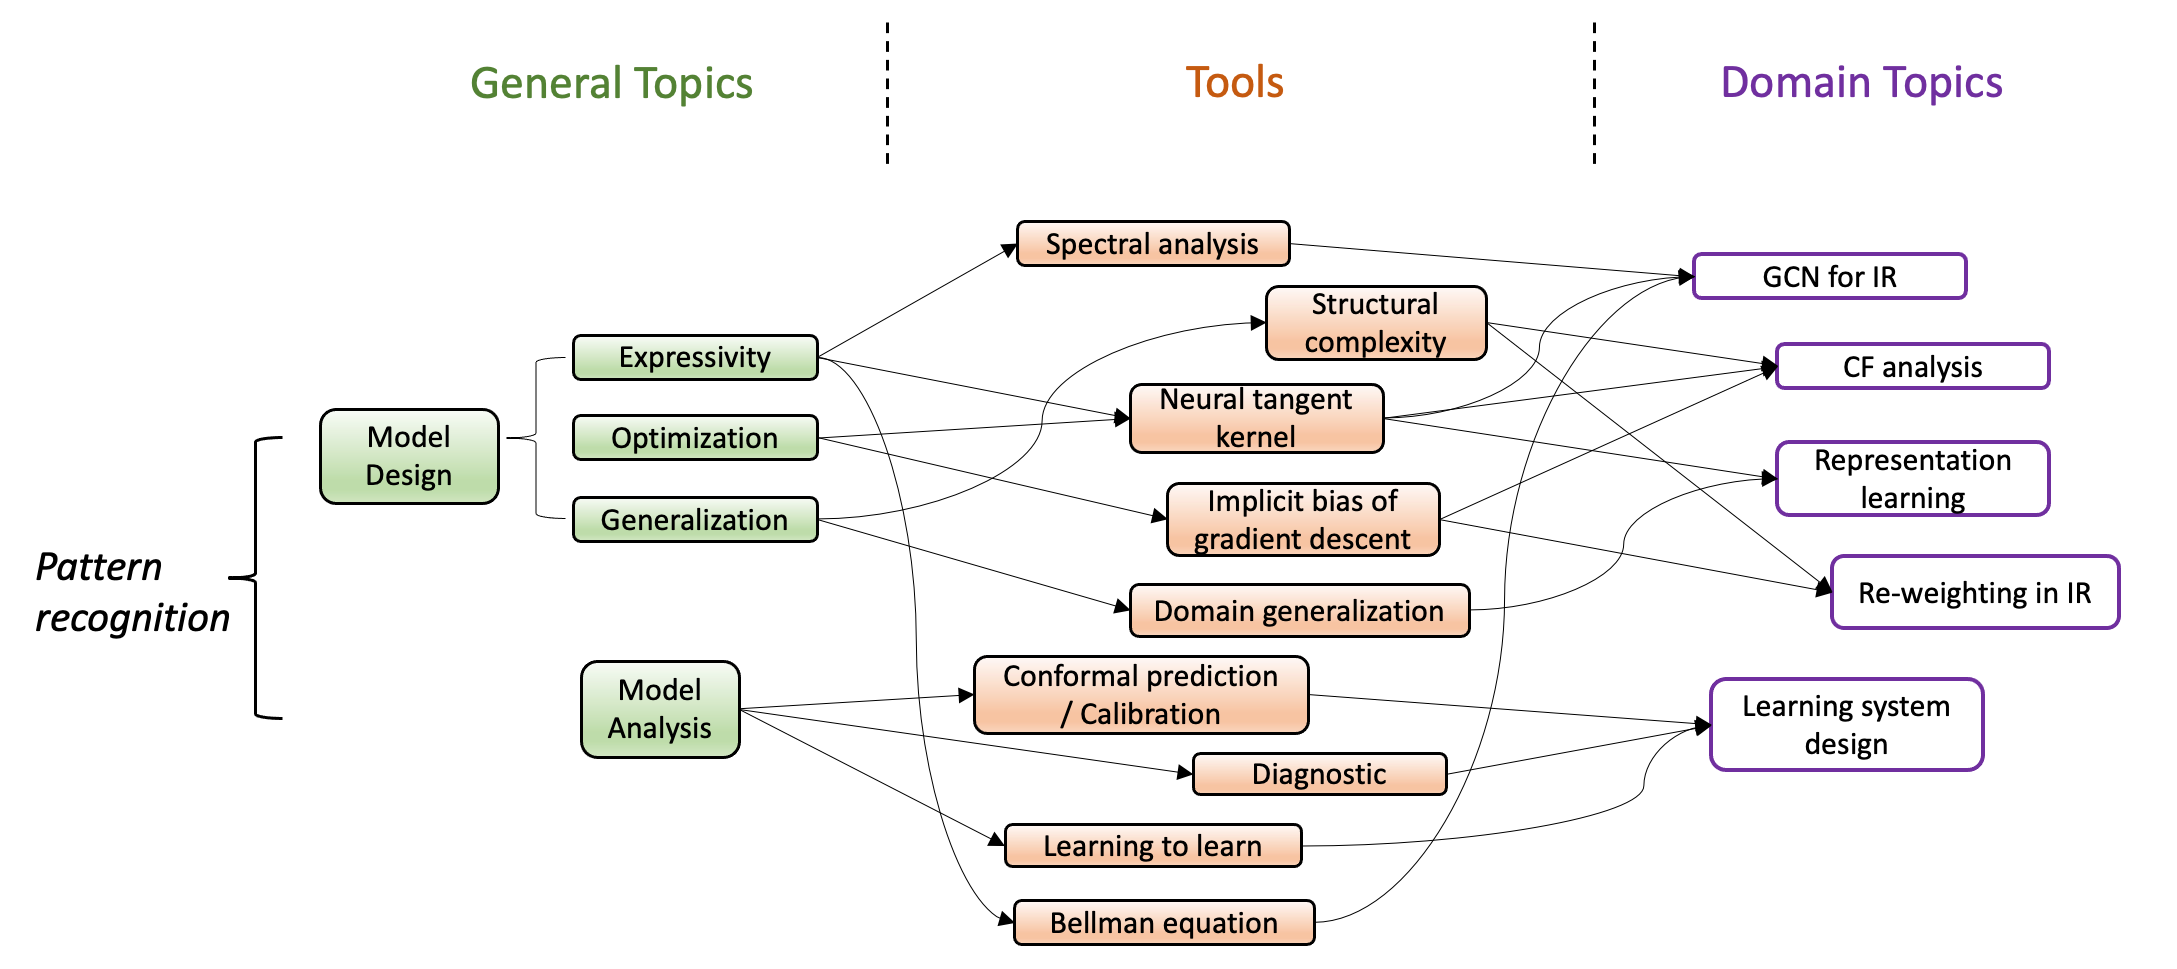 General Topics
Tools
Domain Topics
Pattern
recognition
Model
Design
Expressivity
Optimization
Generalization
Model
Analysis
Spectral analysis
Structural
complexity
Neural tangent
kernel
Implicit bias of
gradient descent
Domain generalization
Conformal prediction
/ Calibration
Diagnostic
Learning to learn
Bellman equation
GCN for IR
CF analysis
Representation
learning
Re-weighting in IR
Learning system
design